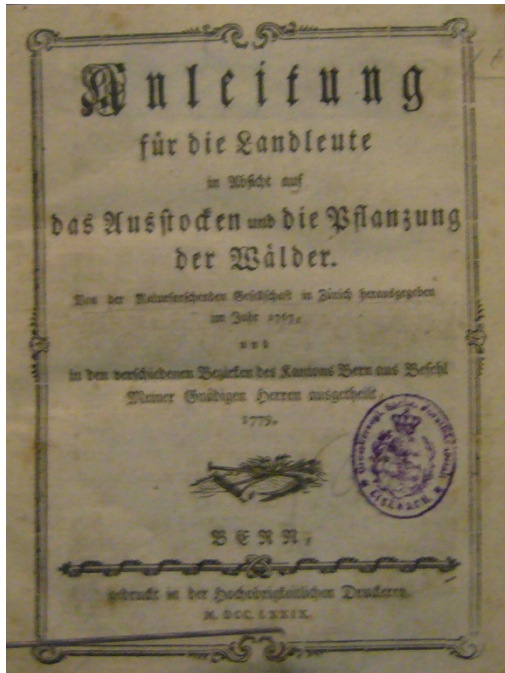 Anleitung
für die Landleute
in Absicht auf
das Ausstocken und die Pflanzung
der Wälder.
Von der Naturforschenden Gesellschaft in Zürich herausgegeben
im Jahr 1767.
und
in den verschiedenen Bezirken des Kantons Bern aus Befehl
Meiner Gnädigen Herren ausgetheilt,
1779.
BERN,
gedruckt in der Hochobrigkeitlichen Druckerey.
M. DCC. LXXIX.